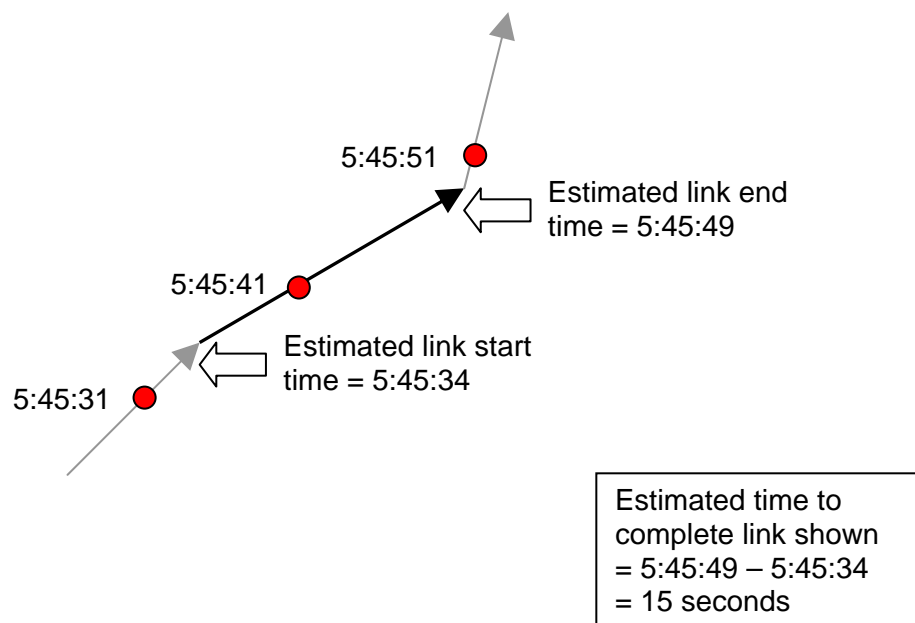 5:45:51
Estimated link end
time = 5:45:49
5:45:41
Estimated link start
time = 5:45:34
5:45:31
Estimated time to
complete link shown
= 5:45:49 – 5:45:34
= 15 seconds